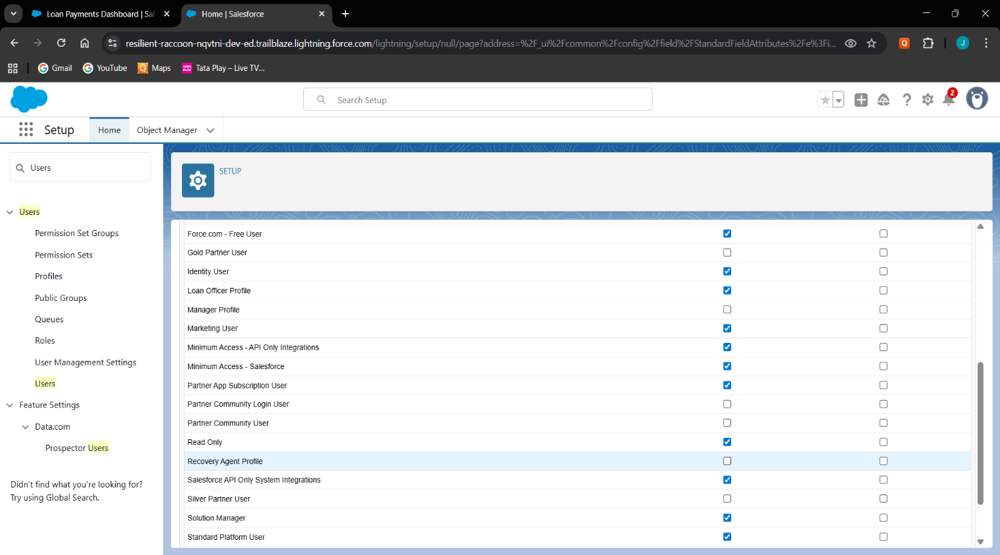 Loan Payments Dashboard | Sal
Home | Salesforce
resilient-raccoon-nqvtni-dev-ed.trailblaze.lightning.force.com/lightning/setup/null/page?address=%2F_ui%2Fcommon%2Fconfig%2Ffield%2FStandardFieldAttributes%2Fe%3Fi...
Q
J
Gmail
YouTube
Maps
Tata Play – Live TV...
Search Setup
2
Setup
Home
Object Manager
Users
SETUP
Users
Permission Set Groups
Permission Sets
Profiles
Public Groups
Queues
Roles
User Management Settings
Users
Feature Settings
Data.com
Prospector Users
Didn't find what you're looking for?
Try using Global Search.
Force.com - Free User
Gold Partner User
Identity User
Loan Officer Profile
Manager Profile
Marketing User
Minimum Access - API Only Integrations
Minimum Access - Salesforce
Partner App Subscription User
Partner Community Login User
Partner Community User
Read Only
Recovery Agent Profile
Salesforce API Only System Integrations
Silver Partner User
Solution Manager
Standard Platform User